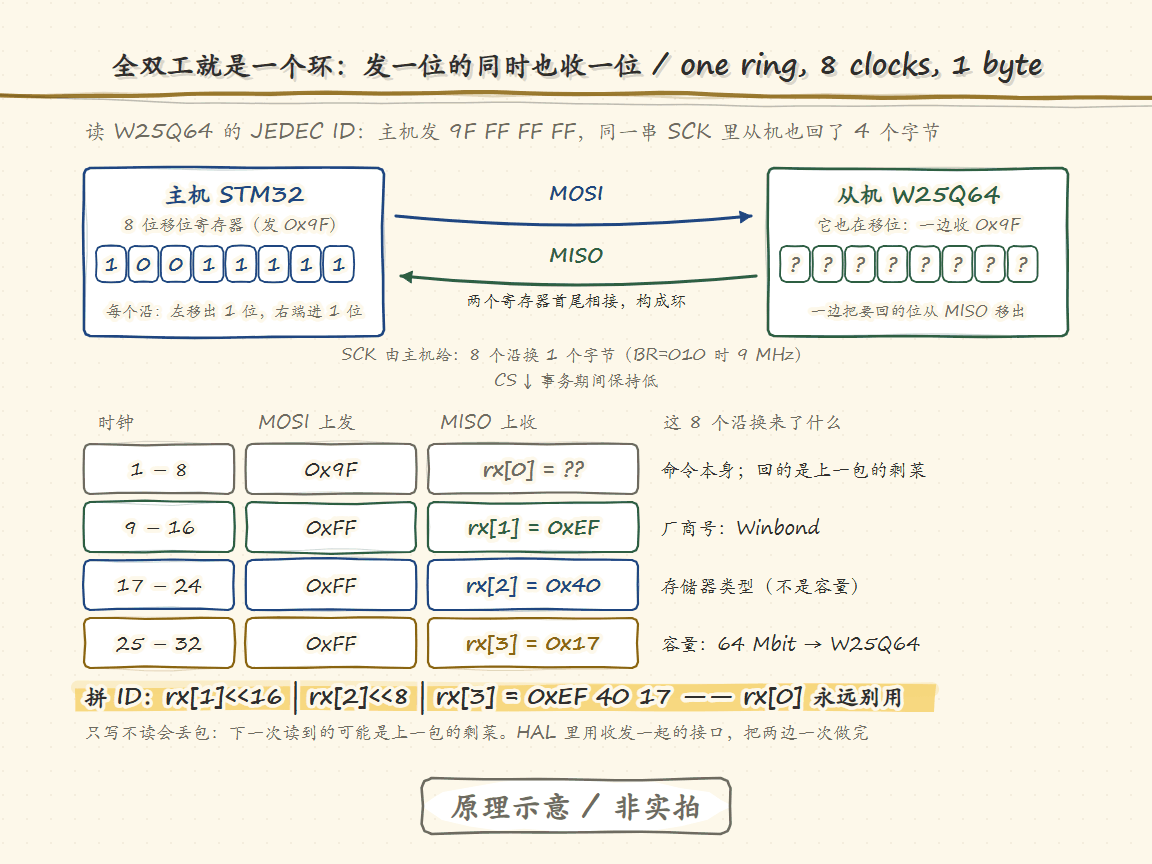 全双工就是一个环：发一位的同时也收一位 / one ring, 8 clocks, 1 byte
读 W25Q64 的 JEDEC ID：主机发 9F FF FF FF，同一串 SCK 里从机也回了 4 个字节
主机 STM32
8 位移位寄存器（发 0x9F）
1 0 0 1 1 1 1 1
每个沿：左移出 1 位，右端进 1 位
MOSI
MISO
两个寄存器首尾相接，构成环
从机 W25Q64
它也在移位：一边收 0x9F
? ? ? ? ? ? ? ?
一边把要回的位从 MISO 移出
SCK 由主机给：8 个沿换 1 个字节（BR=010 时 9 MHz）
CS ↓ 事务期间保持低
时钟 MOSI 上发 MISO 上收 这 8 个沿换来了什么
1 – 8 0x9F rx[0] = ?? 命令本身；回的是上一包的剩菜
9 – 16 0xFF rx[1] = 0xEF 厂商号：Winbond
17 – 24 0xFF rx[2] = 0x40 存储器类型（不是容量）
25 – 32 0xFF rx[3] = 0x17 容量：64 Mbit → W25Q64
拼 ID：rx[1]<<16 | rx[2]<<8 | rx[3] = 0xEF 40 17 —— rx[0] 永远别用
只写不读会丢包：下一次读到的可能是上一包的剩菜。HAL 里用收发一起的接口，把两边一次做完
原理示意 / 非实拍